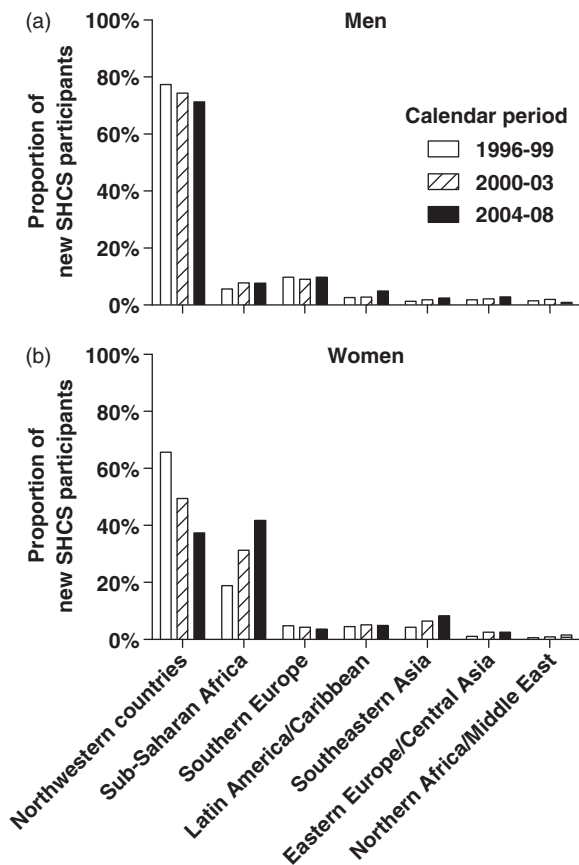 (a)
Men
100%
80%
60%
40%
20%
0%
Proportion of
new SHCS participants
Calendar period
1996-99
2000-03
2004-08
(b)
Women
100%
80%
60%
40%
20%
0%
Proportion of
new SHCS participants
Northwestern countries
Sub-Saharan Africa
Southern Europe
Latin America/Caribbean
Southeastern Asia
Eastern Europe/Central Asia
Northern Africa/Middle East